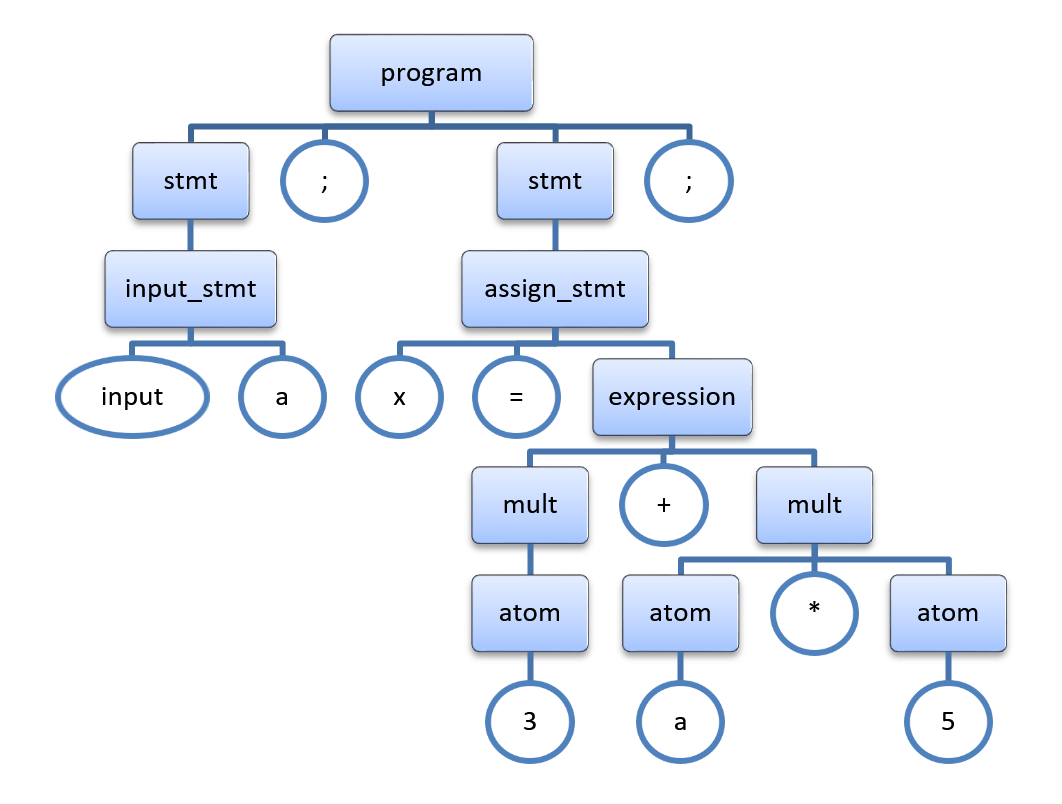 program
stmt ; stmt ;
input_stmt assign_stmt
input a x = expression
mult + mult
atom atom * atom
3 a 5